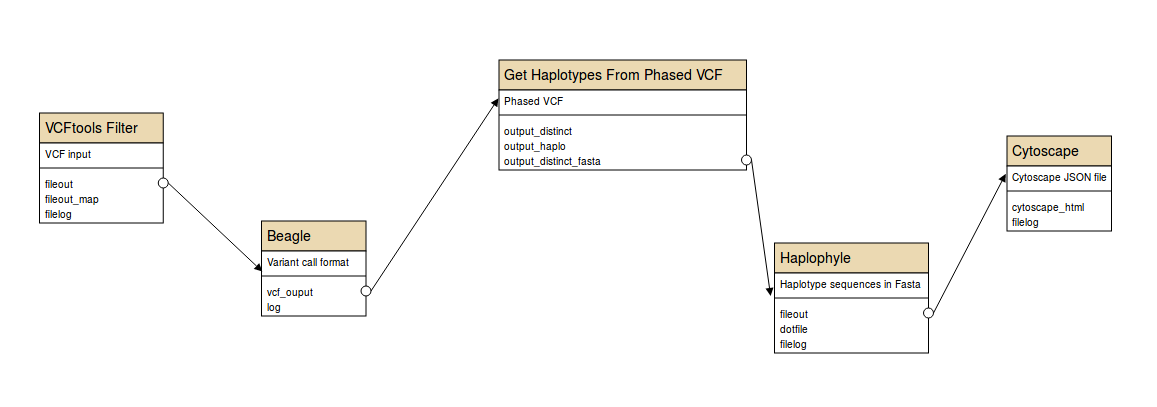 VCFtools Filter
VCF input
fileout
fileout_map
filelog
Beagle
Variant call format
vcf_ouput
log
Get Haplotypes From Phased VCF
Phased VCF
output_distinct
output_haplo
output_distinct_fasta
Haplophyle
Haplotype sequences in Fasta
fileout
dotfile
filelog
Cytoscape
Cytoscape JSON file
cytoscape_html
filelog